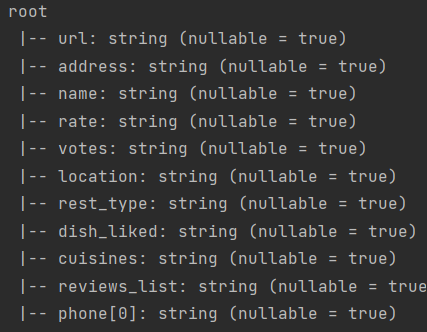 root
 |-- url: string (nullable = true)
 |-- address: string (nullable = true)
 |-- name: string (nullable = true)
 |-- rate: string (nullable = true)
 |-- votes: string (nullable = true)
 |-- location: string (nullable = true)
 |-- rest_type: string (nullable = true)
 |-- dish_liked: string (nullable = true)
 |-- cuisines: string (nullable = true)
 |-- reviews_list: string (nullable = true
 |-- phone[0]: string (nullable = true)